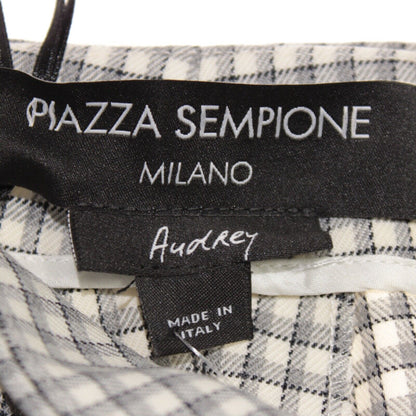 PIAZZA SEMPIONE
MILANO
Audrey
MADE IN
ITALY